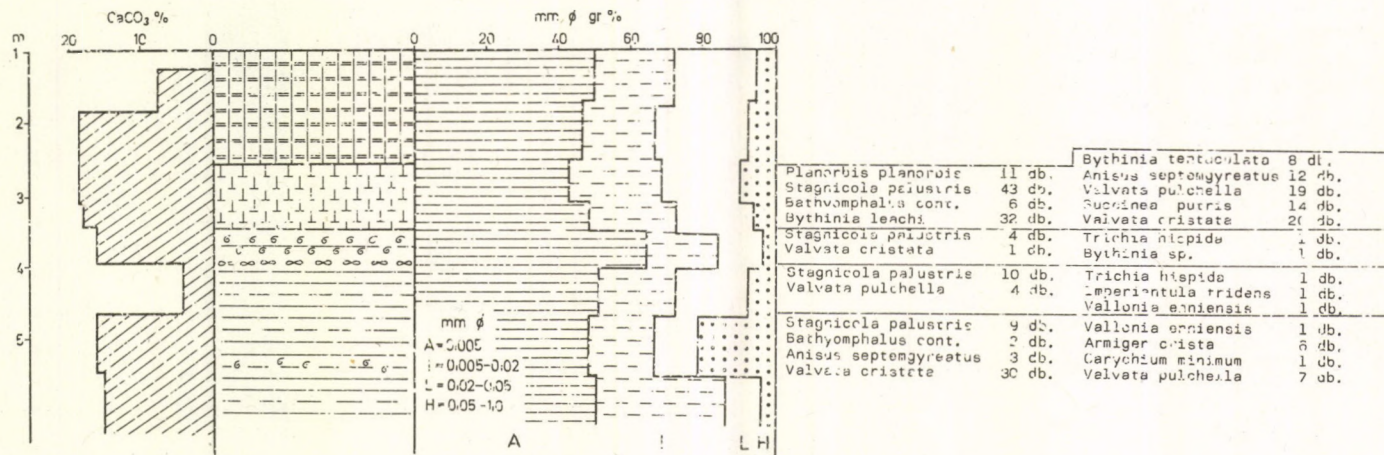 CaCO₃ %
mm ϕ gr %
m
20 10 0
0 20 40 60 80 100
1
2
3
4
5
mm ϕ
A = 0.005
I = 0.005-0.02
L = 0.02-0.05
H = 0.05-1.0
A I L H
Planorbis planorbis 11 db.
Stagnicola palustris 43 db.
Bathyomphalus cont. 6 db.
Bythinia leachi 32 db.
Bythinia tentaculata 8 db.
Anisus septemgyreatus 12 db.
Valvata pulchella 19 db.
Succinea putris 14 db.
Valvata cristata 20 db.
Stagnicola palustris 4 db.
Valvata cristata 1 db.
Trichia hispida 1 db.
Bythinia sp. 1 db.
Stagnicola palustris 10 db.
Valvata pulchella 4 db.
Trichia hispida 1 db.
Imparientula tridens 1 db.
Vallonia enniensis 1 db.
Stagnicola palustris 9 db.
Bathyomphalus cont. 2 db.
Anisus septemgyreatus 3 db.
Valvata cristata 30 db.
Vallonia enniensis 1 db.
Armiger crista 6 db.
Carychium minimum 1 db.
Valvata pulchella 7 db.